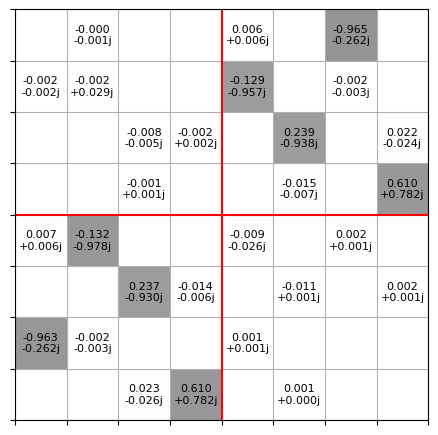 -0.000 0.006 -0.965
-0.001j +0.006j -0.262j
-0.002 -0.002 -0.129 -0.002
-0.002j +0.029j -0.957j -0.003j
-0.008 -0.002 0.239 0.022
-0.005j +0.002j -0.938j -0.024j
-0.001 -0.015 0.610
+0.001j -0.007j +0.782j
0.007 -0.132 -0.009 0.002
+0.006j -0.978j -0.026j +0.001j
0.237 -0.014 -0.011 0.002
-0.930j -0.006j +0.001j +0.001j
-0.963 -0.002 0.001
-0.262j -0.003j +0.001j
0.023 0.610 0.001
-0.026j +0.782j +0.000j